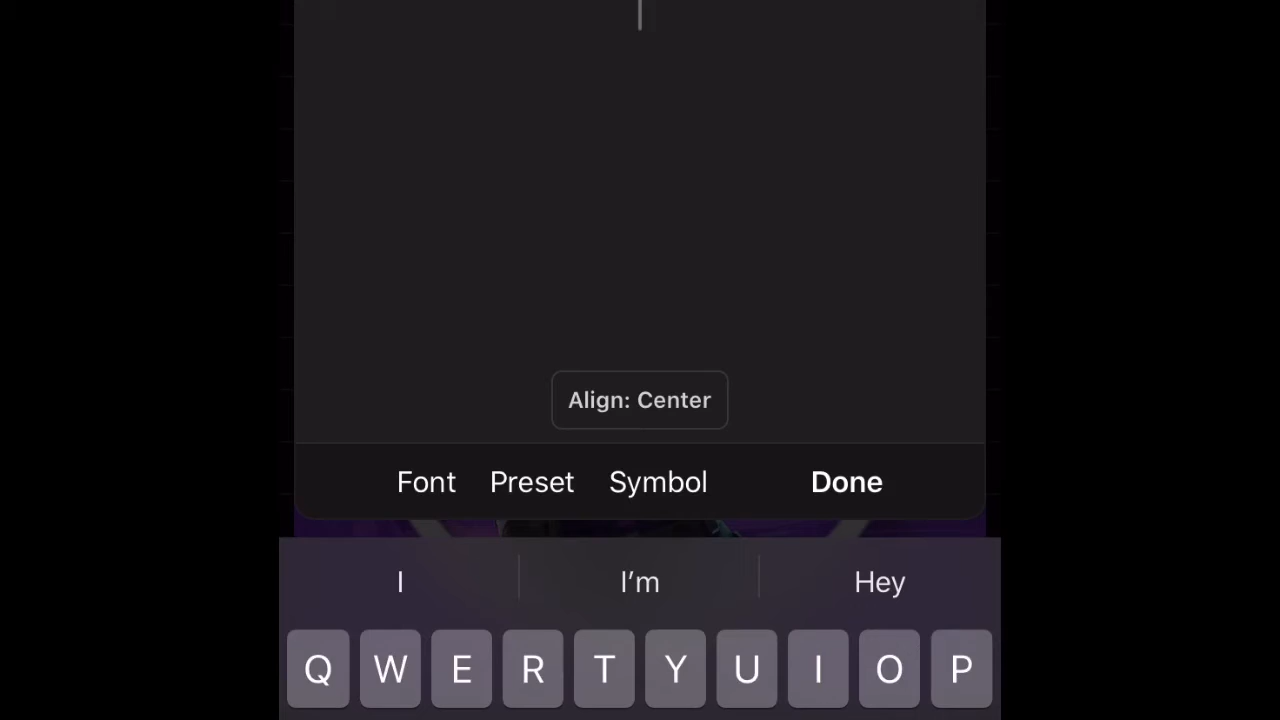 Align: Center
Font Preset Symbol Done
I I’m Hey
Q W E R T Y U I O P